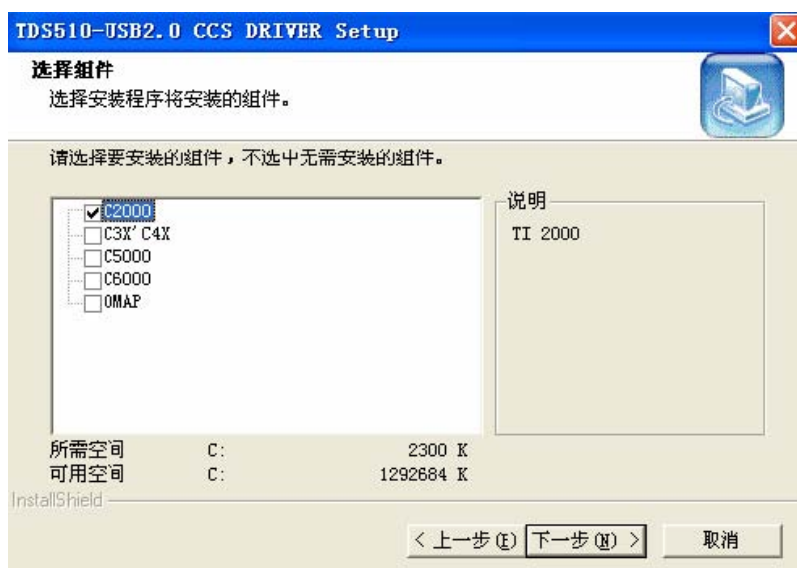 TDS510-USB2.0 CCS DRIVER Setup
选择组件
选择安装程序将安装的组件。
请选择要安装的组件，不选中无需安装的组件。
C2000
C3X'C4X
C5000
C6000
OMAP
说明
TI 2000
所需空间 C: 2300 K
可用空间 C: 1292684 K
InstallShield
< 上一步(E) 下一步(N) > 取消